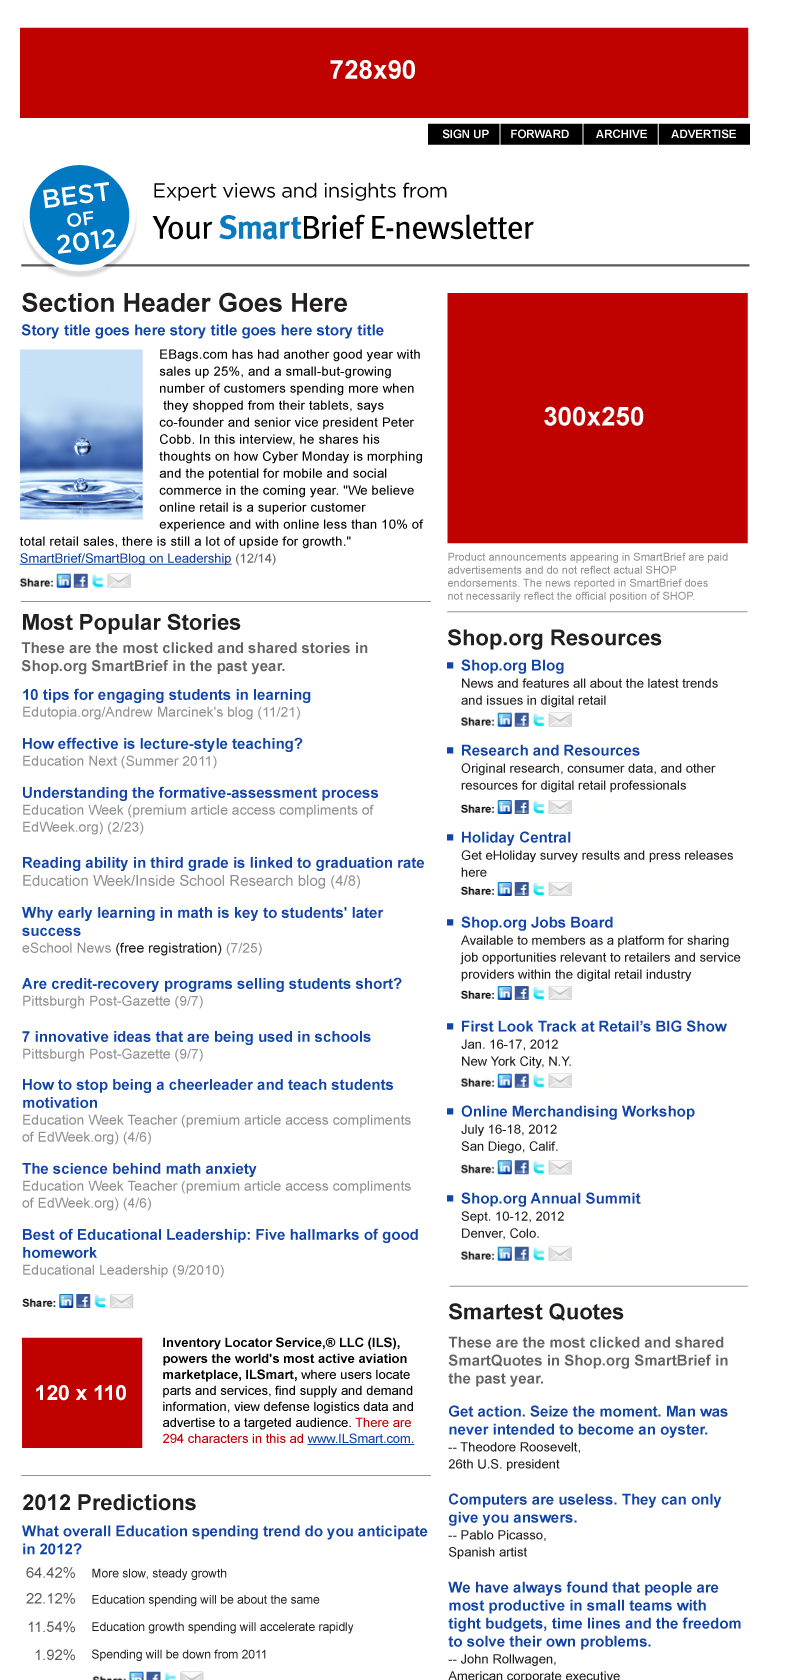 728x90
SIGN UP
FORWARD
ARCHIVE
ADVERTISE
BEST
OF
2012
Expert views and insights from
Your SmartBrief E-newsletter
Section Header Goes Here
Story title goes here story title goes here story title
EBags.com has had another good year with
sales up 25%, and a small-but-growing
number of customers spending more when
they shopped from their tablets, says
co-founder and senior vice president Peter
Cobb. In this interview, he shares his
thoughts on how Cyber Monday is morphing
and the potential for mobile and social
commerce in the coming year. "We believe
online retail is a superior customer
experience and with online less than 10% of
total retail sales, there is still a lot of upside for growth."
SmartBrief/SmartBlog on Leadership (12/14)
Share: in f t
Most Popular Stories
These are the most clicked and shared stories in
Shop.org SmartBrief in the past year.
10 tips for engaging students in learning
Edutopia.org/Andrew Marcinek's blog (11/21)
How effective is lecture-style teaching?
Education Next (Summer 2011)
Understanding the formative-assessment process
Education Week (premium article access compliments of
EdWeek.org) (2/23)
Reading ability in third grade is linked to graduation rate
Education Week/Inside School Research blog (4/8)
Why early learning in math is key to students' later
success
eSchool News (free registration) (7/25)
Are credit-recovery programs selling students short?
Pittsburgh Post-Gazette (9/7)
7 innovative ideas that are being used in schools
Pittsburgh Post-Gazette (9/7)
How to stop being a cheerleader and teach students
motivation
Education Week Teacher (premium article access compliments
of EdWeek.org) (4/6)
The science behind math anxiety
Education Week Teacher (premium article access compliments
of EdWeek.org) (4/6)
Best of Educational Leadership: Five hallmarks of good
homework
Educational Leadership (9/2010)
Share: in f t
120 x 110
Inventory Locator Service,® LLC (ILS),
powers the world's most active aviation
marketplace, ILSmart, where users locate
parts and services, find supply and demand
information, view defense logistics data and
advertise to a targeted audience. There are
294 characters in this ad www.ILSmart.com.
2012 Predictions
What overall Education spending trend do you anticipate
in 2012?
64.42% More slow, steady growth
22.12% Education spending will be about the same
11.54% Education growth spending will accelerate rapidly
1.92% Spending will be down from 2011
Share: in f t
300x250
Product announcements appearing in SmartBrief are paid
advertisements and do not reflect actual SHOP
endorsements. The news reported in SmartBrief does
not necessarily reflect the official position of SHOP.
Shop.org Resources
Shop.org Blog
News and features all about the latest trends
and issues in digital retail
Share: in f t
Research and Resources
Original research, consumer data, and other
resources for digital retail professionals
Share: in f t
Holiday Central
Get eHoliday survey results and press releases
here
Share: in f t
Shop.org Jobs Board
Available to members as a platform for sharing
job opportunities relevant to retailers and service
providers within the digital retail industry
Share: in f t
First Look Track at Retail’s BIG Show
Jan. 16-17, 2012
New York City, N.Y.
Share: in f t
Online Merchandising Workshop
July 16-18, 2012
San Diego, Calif.
Share: in f t
Shop.org Annual Summit
Sept. 10-12, 2012
Denver, Colo.
Share: in f t
Smartest Quotes
These are the most clicked and shared
SmartQuotes in Shop.org SmartBrief in
the past year.
Get action. Seize the moment. Man was
never intended to become an oyster.
-- Theodore Roosevelt,
26th U.S. president
Computers are useless. They can only
give you answers.
-- Pablo Picasso,
Spanish artist
We have always found that people are
most productive in small teams with
tight budgets, time lines and the freedom
to solve their own problems.
-- John Rollwagen,
American corporate executive